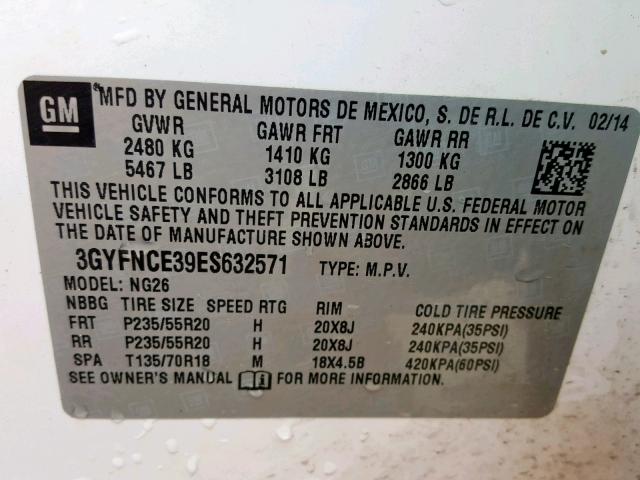 GM *MFD BY GENERAL MOTORS DE MEXICO, S. DE R.L. DE C.V. 02/14
GVWR GAWR FRT GAWR RR
2480 KG 1410 KG 1300 KG
5467 LB 3108 LB 2866 LB
THIS VEHICLE CONFORMS TO ALL APPLICABLE U.S. FEDERAL MOTOR
VEHICLE SAFETY AND THEFT PREVENTION STANDARDS IN EFFECT ON
THE DATE OF MANUFACTURE SHOWN ABOVE.
3GYFNCE39ES632571 TYPE: M.P.V.
MODEL: NG26
NBBG TIRE SIZE SPEED RTG RIM COLD TIRE PRESSURE
FRT P235/55R20 H 20X8J 240KPA(35PSI)
RR P235/55R20 H 20X8J 240KPA(35PSI)
SPA T135/70R18 M 18X4.5B 420KPA(60PSI)
SEE OWNER'S MANUAL FOR MORE INFORMATION.